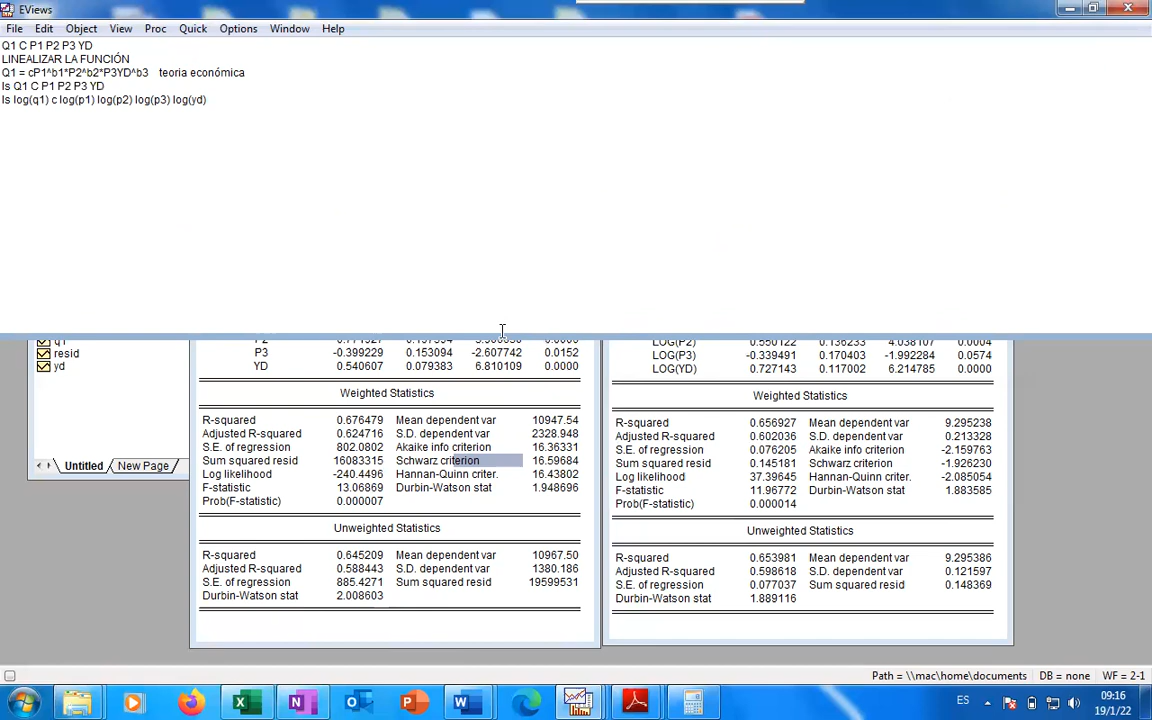 EViews
File Edit Object View Proc Quick Options Window Help
Q1 C P1 P2 P3 YD
LINEALIZAR LA FUNCIÓN
Q1 = cP1^b1*P2^b2*P3YD^b3 teoria económica
ls Q1 C P1 P2 P3 YD
ls log(q1) c log(p1) log(p2) log(p3) log(yd)
resid
yd
Untitled New Page
P3 -0.399229 0.153094 -2.607742 0.0152
YD 0.540607 0.079383 6.810109 0.0000
Weighted Statistics
R-squared 0.676479 Mean dependent var 10947.54
Adjusted R-squared 0.624716 S.D. dependent var 2328.948
S.E. of regression 802.0802 Akaike info criterion 16.36331
Sum squared resid 16083315 Schwarz criterion 16.59684
Log likelihood -240.4496 Hannan-Quinn criter. 16.43802
F-statistic 13.06869 Durbin-Watson stat 1.948696
Prob(F-statistic) 0.000007
Unweighted Statistics
R-squared 0.645209 Mean dependent var 10967.50
Adjusted R-squared 0.588443 S.D. dependent var 1380.186
S.E. of regression 885.4271 Sum squared resid 19599531
Durbin-Watson stat 2.008603
LOG(P2) 0.550122 0.136233 4.038107 0.0004
LOG(P3) -0.339491 0.170403 -1.992284 0.0574
LOG(YD) 0.727143 0.117002 6.214785 0.0000
Weighted Statistics
R-squared 0.656927 Mean dependent var 9.295238
Adjusted R-squared 0.602036 S.D. dependent var 0.213328
S.E. of regression 0.076205 Akaike info criterion -2.159763
Sum squared resid 0.145181 Schwarz criterion -1.926230
Log likelihood 37.39645 Hannan-Quinn criter. -2.085054
F-statistic 11.96772 Durbin-Watson stat 1.883585
Prob(F-statistic) 0.000014
Unweighted Statistics
R-squared 0.653981 Mean dependent var 9.295386
Adjusted R-squared 0.598618 S.D. dependent var 0.121597
S.E. of regression 0.077037 Sum squared resid 0.148369
Durbin-Watson stat 1.889116
Path = \\mac\home\documents DB = none WF = 2-1
ES
09:16
19/1/22